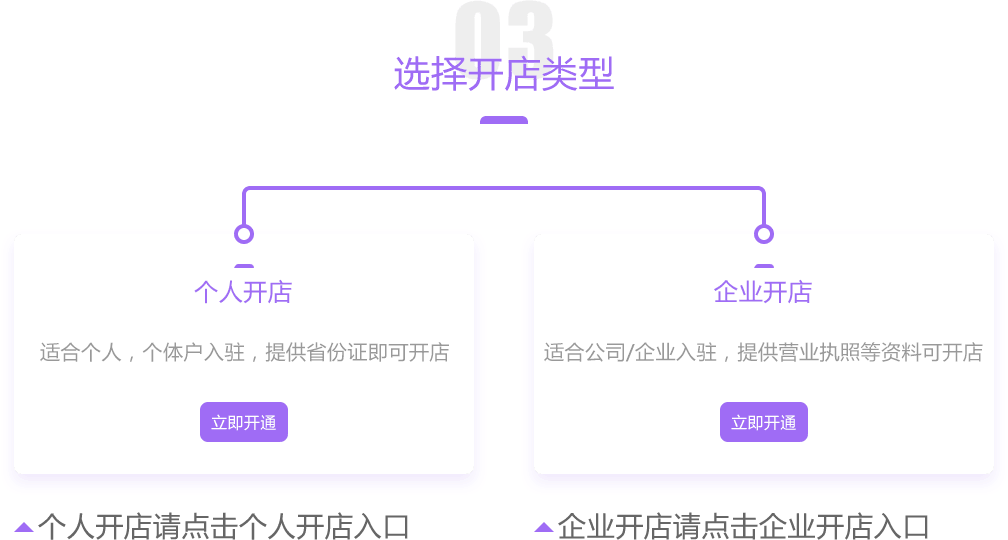 03
选择开店类型
个人开店
适合个人，个体户入驻，提供省份证即可开店
立即开通
个人开店请点击个人开店入口
企业开店
适合公司/企业入驻，提供营业执照等资料可开店
立即开通
企业开店请点击企业开店入口